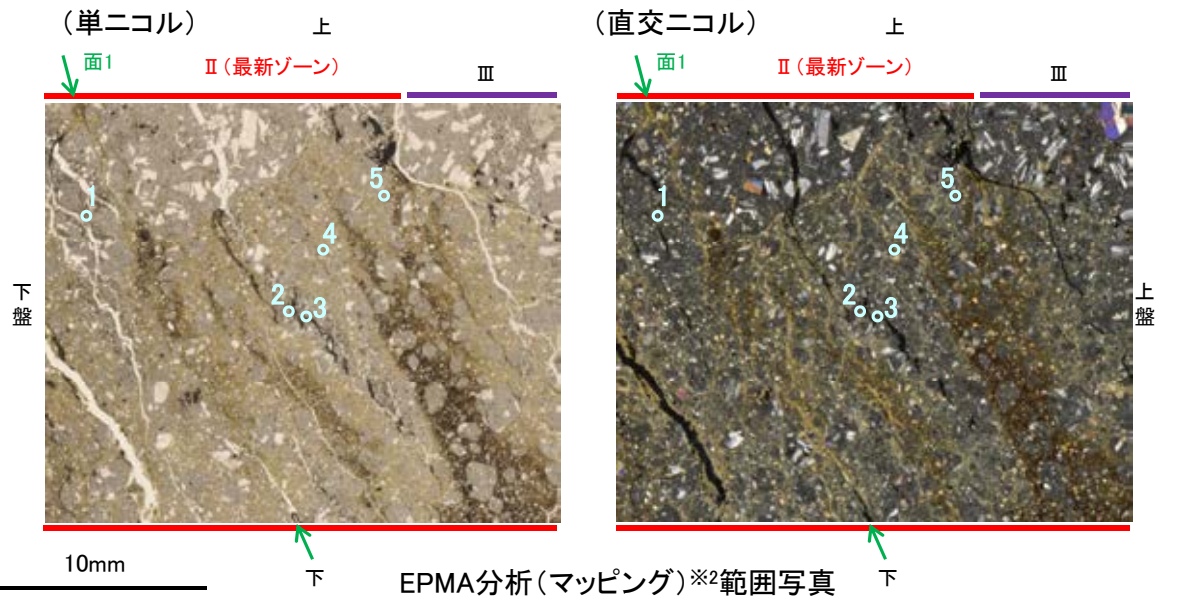 (単ニコル)
上
(直交ニコル)
上
面1
Ⅱ(最新ゾーン)
Ⅲ
面1
Ⅱ(最新ゾーン)
Ⅲ
1
5
4
2
3
下盤
1
5
4
2
3
上盤
10mm
下
EPMA分析(マッピング)※2範囲写真
下